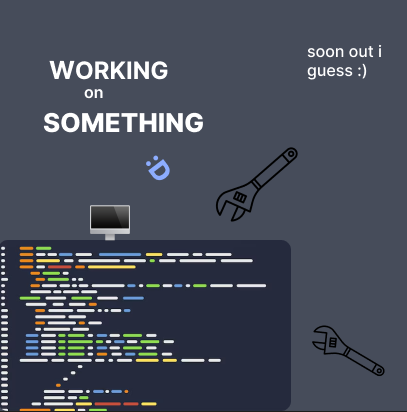 WORKING
on
SOMETHING
:D
soon out i
guess :)